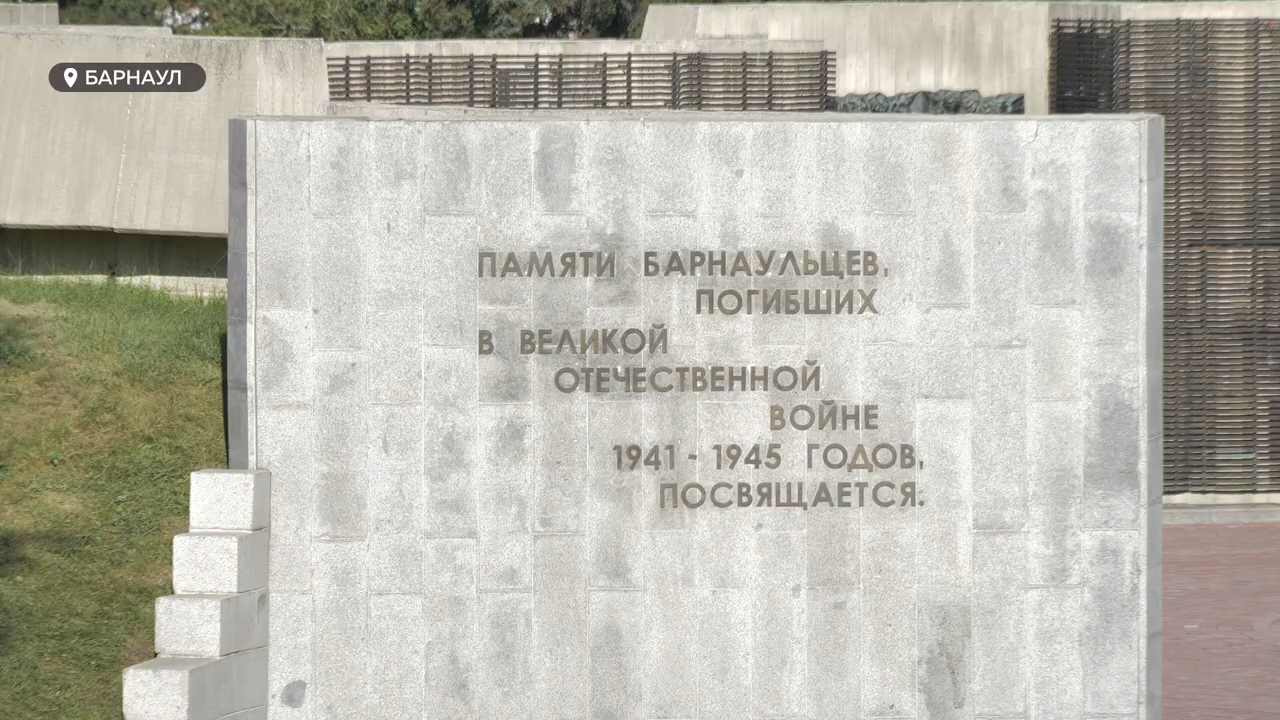 БАРНАУЛ
ПАМЯТИ БАРНАУЛЬЦЕВ,
ПОГИБШИХ
В ВЕЛИКОЙ
ОТЕЧЕСТВЕННОЙ
ВОЙНЕ
1941 - 1945 ГОДОВ,
ПОСВЯЩАЕТСЯ.